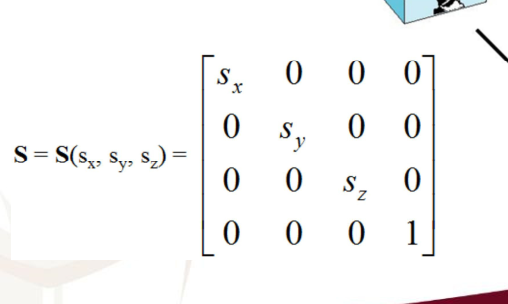 S = S(sx, sy, sz) =
sx 0 0 0
0 sy 0 0
0 0 sz 0
0 0 0 1